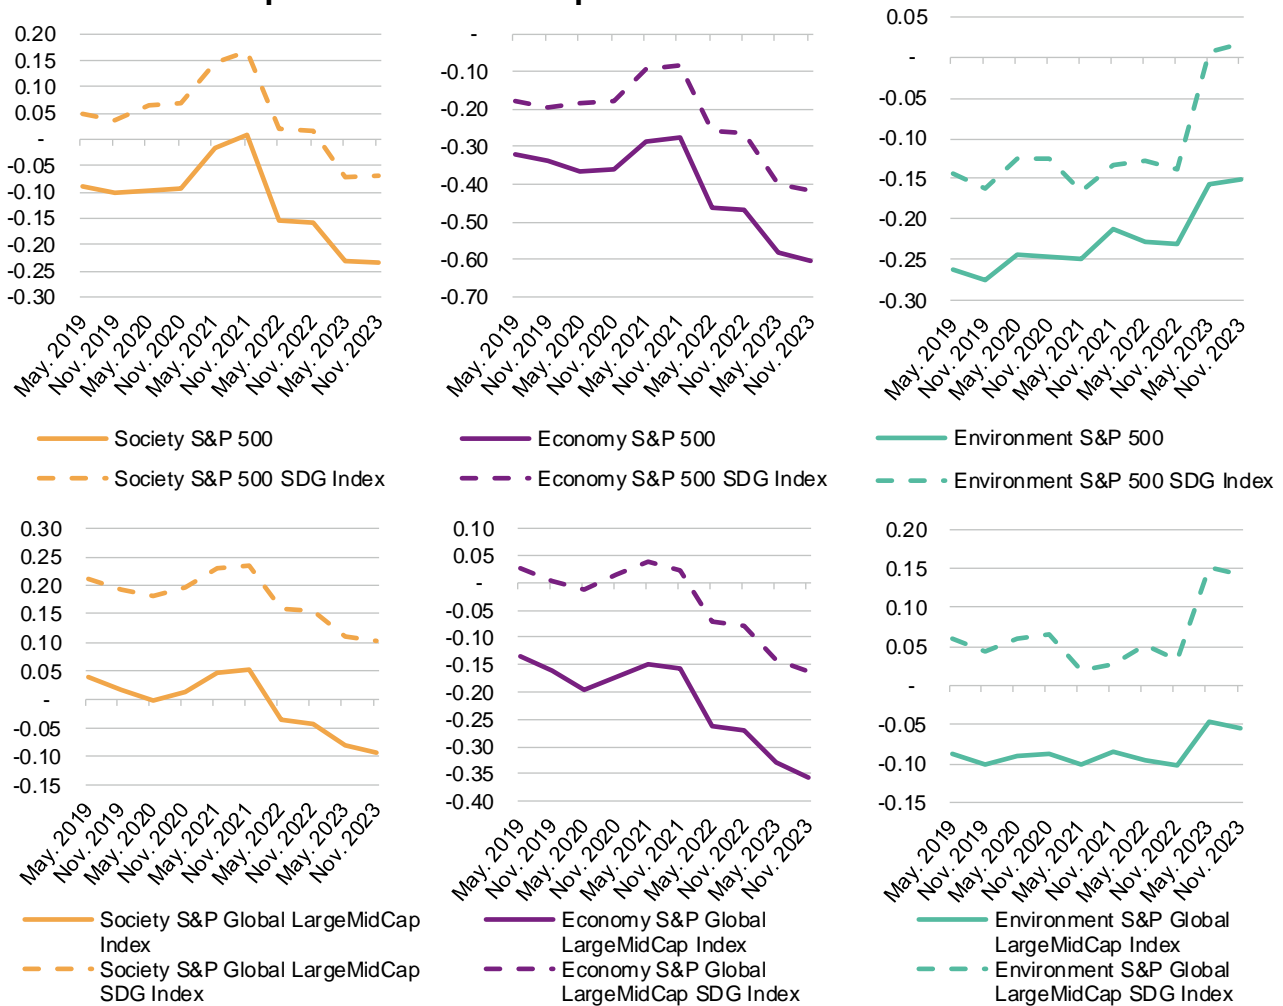 0.20
0.15
0.10
0.05
-
-0.05
-0.10
-0.15
-0.20
-0.25
-0.30
May. 2019
Nov. 2019
May. 2020
Nov. 2020
May. 2021
Nov. 2021
May. 2022
Nov. 2022
May. 2023
Nov. 2023
Society S&P 500
Society S&P 500 SDG Index
-
-0.10
-0.20
-0.30
-0.40
-0.50
-0.60
-0.70
May. 2019
Nov. 2019
May. 2020
Nov. 2020
May. 2021
Nov. 2021
May. 2022
Nov. 2022
May. 2023
Nov. 2023
Economy S&P 500
Economy S&P 500 SDG Index
0.05
-
-0.05
-0.10
-0.15
-0.20
-0.25
-0.30
May. 2019
Nov. 2019
May. 2020
Nov. 2020
May. 2021
Nov. 2021
May. 2022
Nov. 2022
May. 2023
Nov. 2023
Environment S&P 500
Environment S&P 500 SDG Index
0.30
0.25
0.20
0.15
0.10
0.05
-
-0.05
-0.10
-0.15
May. 2019
Nov. 2019
May. 2020
Nov. 2020
May. 2021
Nov. 2021
May. 2022
Nov. 2022
May. 2023
Nov. 2023
Society S&P Global LargeMidCap
Index
Society S&P Global LargeMidCap
SDG Index
0.10
0.05
-
-0.05
-0.10
-0.15
-0.20
-0.25
-0.30
-0.35
-0.40
May. 2019
Nov. 2019
May. 2020
Nov. 2020
May. 2021
Nov. 2021
May. 2022
Nov. 2022
May. 2023
Nov. 2023
Economy S&P Global
LargeMidCap Index
Economy S&P Global
LargeMidCap SDG Index
0.20
0.15
0.10
0.05
-
-0.05
-0.10
-0.15
May. 2019
Nov. 2019
May. 2020
Nov. 2020
May. 2021
Nov. 2021
May. 2022
Nov. 2022
May. 2023
Nov. 2023
Environment S&P Global
LargeMidCap Index
Environment S&P Global
LargeMidCap SDG Index